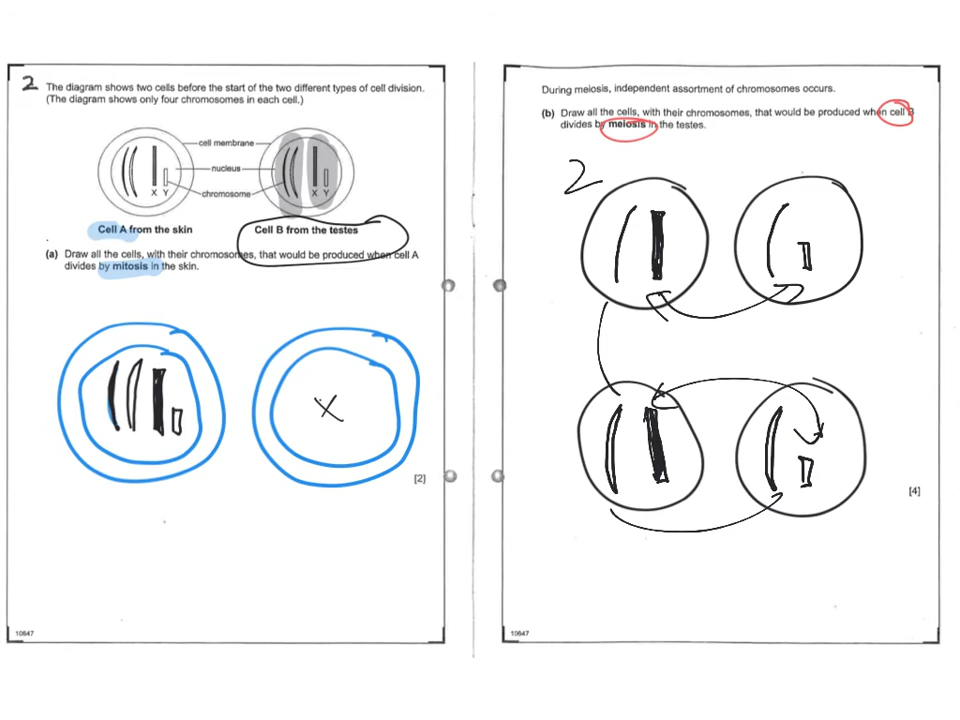 2 The diagram shows two cells before the start of the two different types of cell division.
(The diagram shows only four chromosomes in each cell.)
cell membrane
nucleus
chromosome
X Y
X Y
Cell A from the skin
Cell B from the testes
(a) Draw all the cells, with their chromosomes, that would be produced when cell A
divides by mitosis in the skin.
X
[2]
10647
During meiosis, independent assortment of chromosomes occurs.
(b) Draw all the cells, with their chromosomes, that would be produced when cell B
divides by meiosis in the testes.
2
[4]
10647